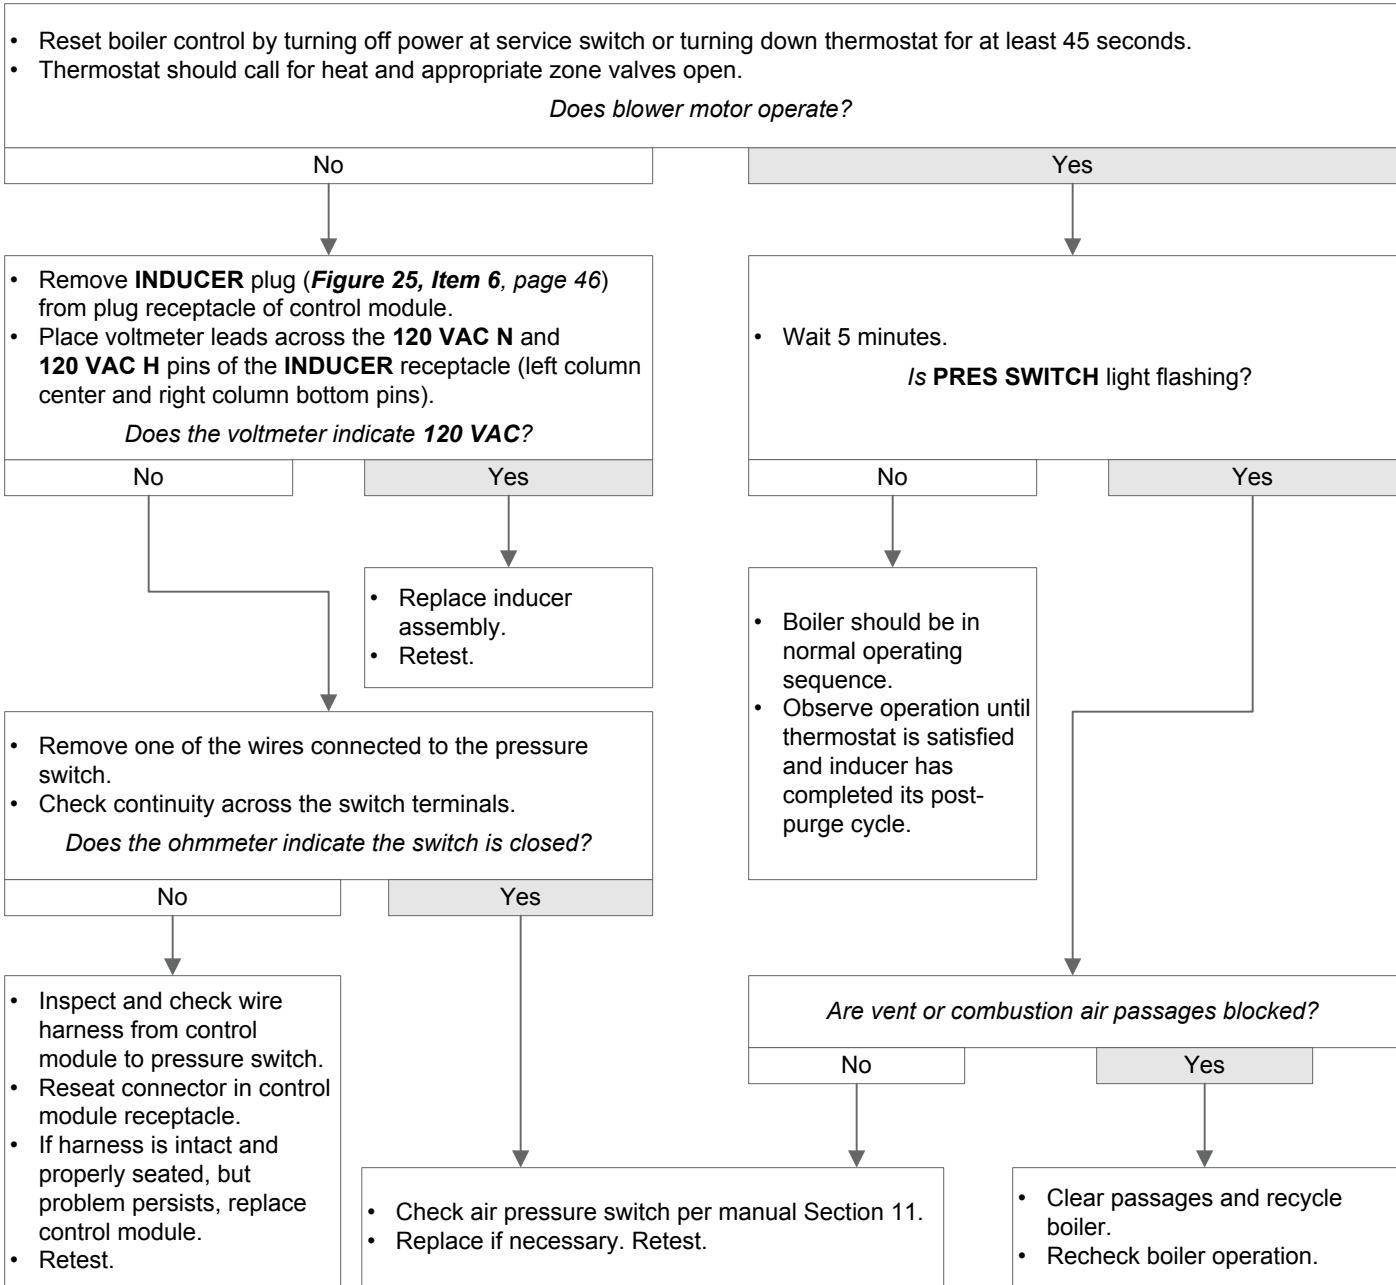 • Reset boiler control by turning off power at service switch or turning down thermostat for at least 45 seconds.
• Thermostat should call for heat and appropriate zone valves open.
Does blower motor operate?
No
Yes
• Remove INDUCER plug (Figure 25, Item 6, page 46)
from plug receptacle of control module.
• Place voltmeter leads across the 120 VAC N and
120 VAC H pins of the INDUCER receptacle (left column
center and right column bottom pins).
Does the voltmeter indicate 120 VAC?
No
Yes
• Wait 5 minutes.
Is PRES SWITCH light flashing?
No
Yes
• Replace inducer
assembly.
• Retest.
• Boiler should be in
normal operating
sequence.
• Observe operation until
thermostat is satisfied
and inducer has
completed its post-
purge cycle.
• Remove one of the wires connected to the pressure
switch.
• Check continuity across the switch terminals.
Does the ohmmeter indicate the switch is closed?
No
Yes
• Inspect and check wire
harness from control
module to pressure switch.
• Reseat connector in control
module receptacle.
• If harness is intact and
properly seated, but
problem persists, replace
control module.
• Retest.
Are vent or combustion air passages blocked?
No
Yes
• Check air pressure switch per manual Section 11.
• Replace if necessary. Retest.
• Clear passages and recycle
boiler.
• Recheck boiler operation.